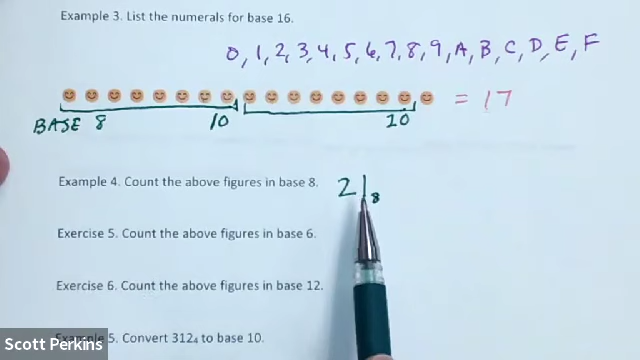 Example 3. List the numerals for base 16.
0, 1, 2, 3, 4, 5, 6, 7, 8, 9, A, B, C, D, E, F
= 17
BASE 8 10 10
Example 4. Count the above figures in base 8. 21₈
Exercise 5. Count the above figures in base 6.
Exercise 6. Count the above figures in base 12.
Example 5. Convert 312₄ to base 10.
Scott Perkins